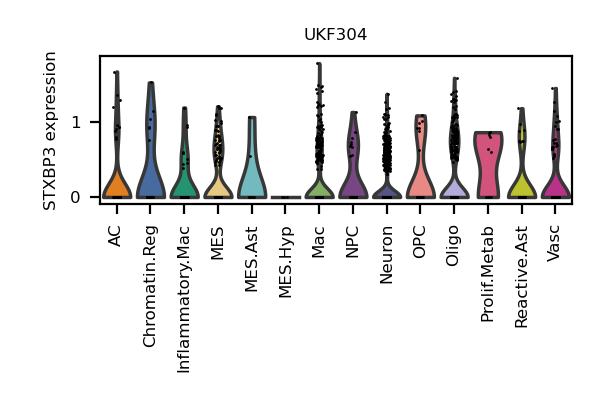 UKF304
STXBP3 expression
1
0
AC
Chromatin.Reg
Inflammatory.Mac
MES
MES.Ast
MES.Hyp
Mac
NPC
Neuron
OPC
Oligo
Prolif.Metab
Reactive.Ast
Vasc